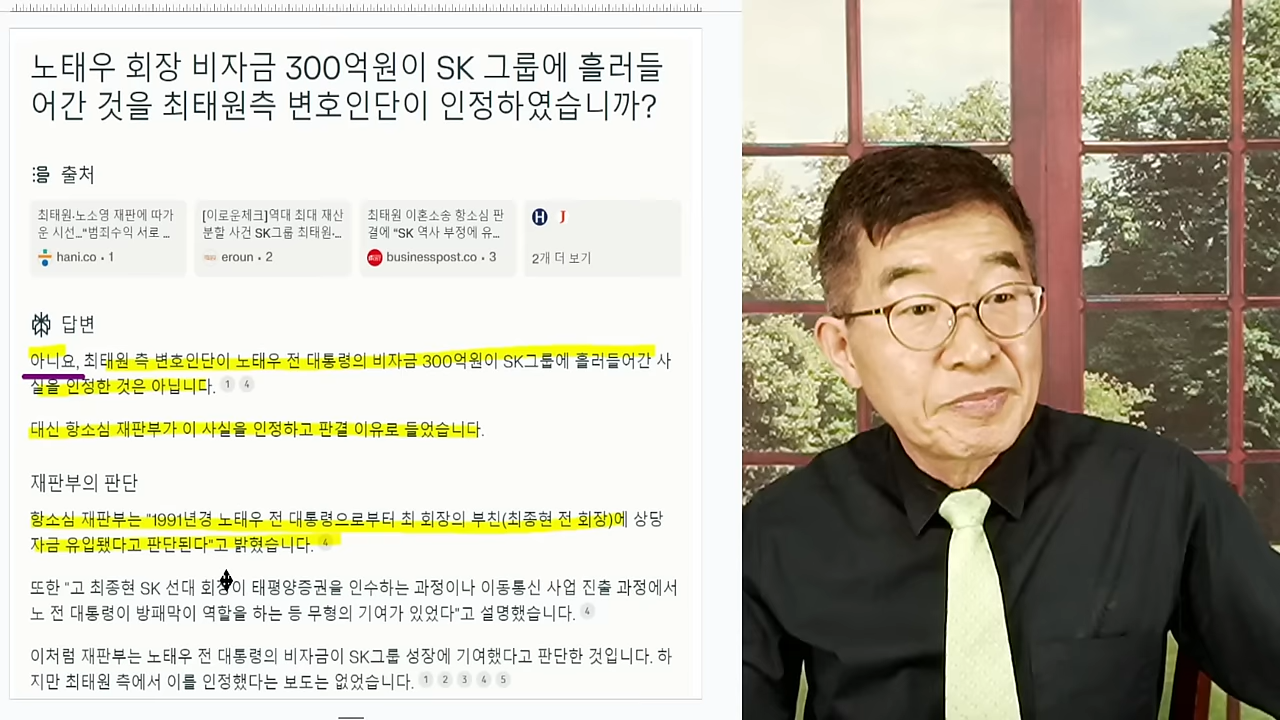 노태우 회장 비자금 300억원이 SK 그룹에 흘러들
어간 것을 최태원측 변호인단이 인정하였습니까?
출처
최태원·노소영 재판에 따가
운 시선…"범죄수익 서로 …
hani.co • 1
[이로운체크]역대 최대 재산
분할 사건 SK그룹 최태원·…
eroun • 2
최태원 이혼소송 항소심 판
결에 "SK 역사 부정에 유…
businesspost.co • 3
H J
2개 더 보기
답변
아니요, 최태원 측 변호인단이 노태우 전 대통령의 비자금 300억원이 SK그룹에 흘러들어간 사
실을 인정한 것은 아닙니다. 1 4
대신 항소심 재판부가 이 사실을 인정하고 판결 이유로 들었습니다.
재판부의 판단
항소심 재판부는 "1991년경 노태우 전 대통령으로부터 최 회장의 부친(최종현 전 회장)에 상당
자금 유입됐다고 판단된다"고 밝혔습니다. 4
또한 "고 최종현 SK 선대 회장이 태평양증권을 인수하는 과정이나 이동통신 사업 진출 과정에서
노 전 대통령이 방패막이 역할을 하는 등 무형의 기여가 있었다"고 설명했습니다. 4
이처럼 재판부는 노태우 전 대통령의 비자금이 SK그룹 성장에 기여했다고 판단한 것입니다. 하
지만 최태원 측에서 이를 인정했다는 보도는 없었습니다. 1 2 3 4 5